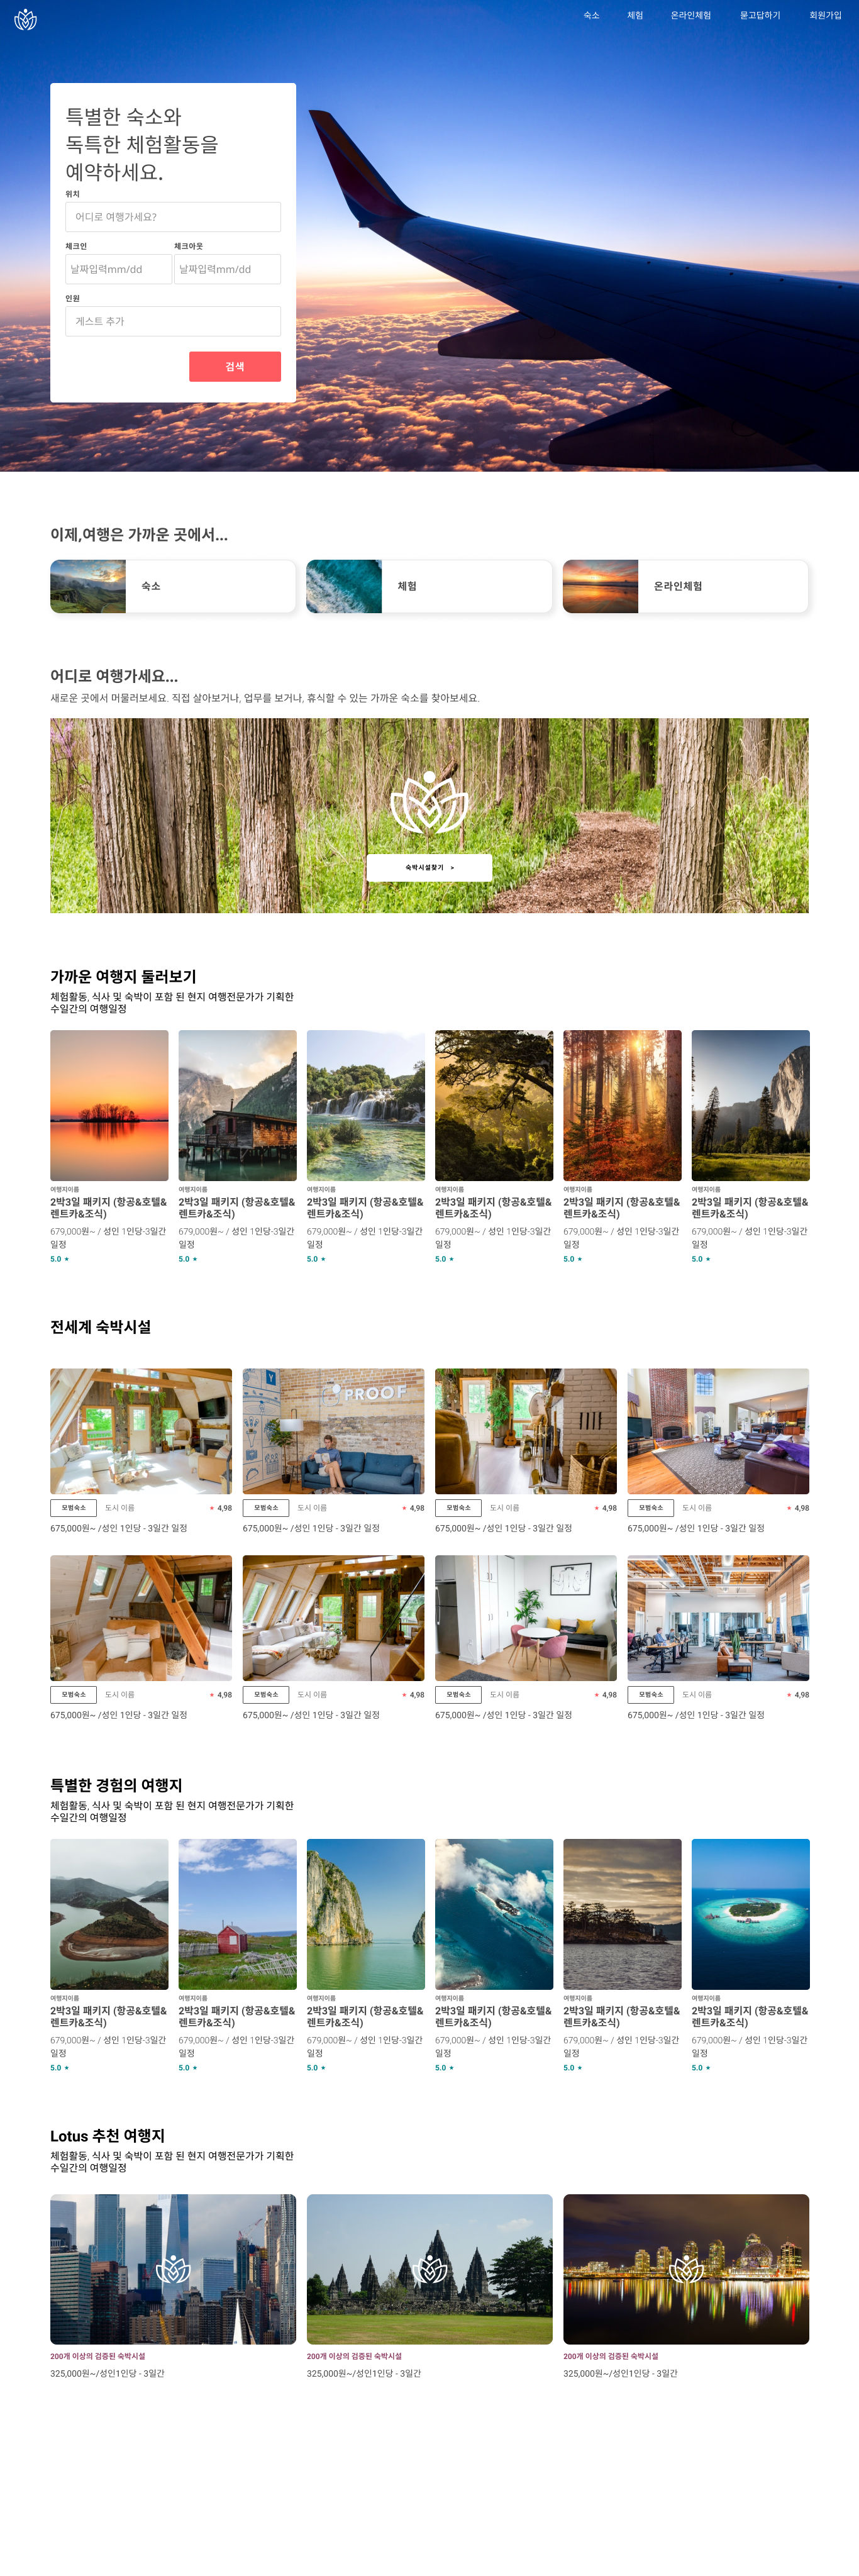 숙소 체험 온라인체험 묻고답하기 회원가입
특별한 숙소와
독특한 체험활동을
예약하세요.
위치
어디로 여행가세요?
체크인 체크아웃
날짜입력mm/dd 날짜입력mm/dd
인원
게스트 추가
검색
이제,여행은 가까운 곳에서...
숙소 체험 온라인체험
어디로 여행가세요...
새로운 곳에서 머물러보세요. 직접 살아보거나, 업무를 보거나, 휴식할 수 있는 가까운 숙소를 찾아보세요.
숙박시설찾기 >
가까운 여행지 둘러보기
체험활동, 식사 및 숙박이 포함 된 현지 여행전문가가 기획한
수일간의 여행일정
여행지이름 여행지이름 여행지이름 여행지이름 여행지이름 여행지이름
2박3일 패키지 (항공&호텔& 2박3일 패키지 (항공&호텔& 2박3일 패키지 (항공&호텔& 2박3일 패키지 (항공&호텔& 2박3일 패키지 (항공&호텔& 2박3일 패키지 (항공&호텔&
렌트카&조식) 렌트카&조식) 렌트카&조식) 렌트카&조식) 렌트카&조식) 렌트카&조식)
679,000원~ / 성인 1인당-3일간 679,000원~ / 성인 1인당-3일간 679,000원~ / 성인 1인당-3일간 679,000원~ / 성인 1인당-3일간 679,000원~ / 성인 1인당-3일간 679,000원~ / 성인 1인당-3일간
일정 일정 일정 일정 일정 일정
5.0 ★ 5.0 ★ 5.0 ★ 5.0 ★ 5.0 ★ 5.0 ★
전세계 숙박시설
PROOF
모범숙소 도시 이름 ★ 4,98 모범숙소 도시 이름 ★ 4,98 모범숙소 도시 이름 ★ 4,98 모범숙소 도시 이름 ★ 4,98
675,000원~ /성인 1인당 - 3일간 일정 675,000원~ /성인 1인당 - 3일간 일정 675,000원~ /성인 1인당 - 3일간 일정 675,000원~ /성인 1인당 - 3일간 일정
모범숙소 도시 이름 ★ 4,98 모범숙소 도시 이름 ★ 4,98 모범숙소 도시 이름 ★ 4,98 모범숙소 도시 이름 ★ 4,98
675,000원~ /성인 1인당 - 3일간 일정 675,000원~ /성인 1인당 - 3일간 일정 675,000원~ /성인 1인당 - 3일간 일정 675,000원~ /성인 1인당 - 3일간 일정
특별한 경험의 여행지
체험활동, 식사 및 숙박이 포함 된 현지 여행전문가가 기획한
수일간의 여행일정
여행지이름 여행지이름 여행지이름 여행지이름 여행지이름 여행지이름
2박3일 패키지 (항공&호텔& 2박3일 패키지 (항공&호텔& 2박3일 패키지 (항공&호텔& 2박3일 패키지 (항공&호텔& 2박3일 패키지 (항공&호텔& 2박3일 패키지 (항공&호텔&
렌트카&조식) 렌트카&조식) 렌트카&조식) 렌트카&조식) 렌트카&조식) 렌트카&조식)
679,000원~ / 성인 1인당-3일간 679,000원~ / 성인 1인당-3일간 679,000원~ / 성인 1인당-3일간 679,000원~ / 성인 1인당-3일간 679,000원~ / 성인 1인당-3일간 679,000원~ / 성인 1인당-3일간
일정 일정 일정 일정 일정 일정
5.0 ★ 5.0 ★ 5.0 ★ 5.0 ★ 5.0 ★ 5.0 ★
Lotus 추천 여행지
체험활동, 식사 및 숙박이 포함 된 현지 여행전문가가 기획한
수일간의 여행일정
200개 이상의 검증된 숙박시설 200개 이상의 검증된 숙박시설 200개 이상의 검증된 숙박시설
325,000원~/성인1인당 - 3일간 325,000원~/성인1인당 - 3일간 325,000원~/성인1인당 - 3일간